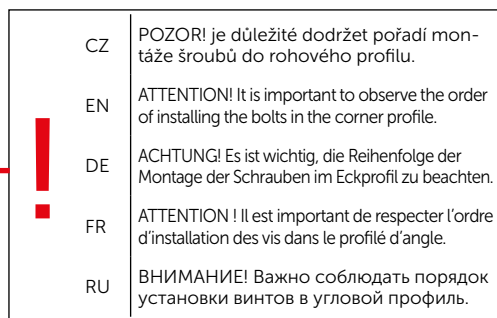 !
CZ
POZOR! je důležité dodržet pořadí mon-
táže šroubů do rohového profilu.
EN
ATTENTION! It is important to observe the order
of installing the bolts in the corner profile.
DE
ACHTUNG! Es ist wichtig, die Reihenfolge der
Montage der Schrauben im Eckprofil zu beachten.
FR
ATTENTION ! Il est important de respecter l'ordre
d'installation des vis dans le profilé d'angle.
RU
ВНИМАНИЕ! Важно соблюдать порядок
установки винтов в угловой профиль.